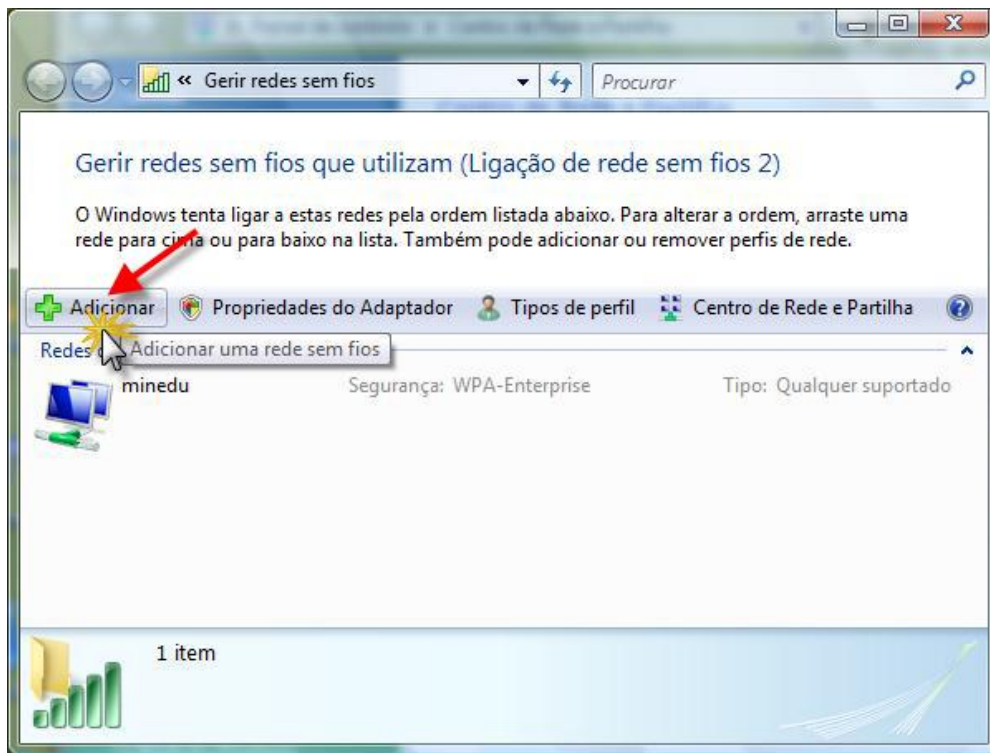 « Gerir redes sem fios
Procurar
Gerir redes sem fios que utilizam (Ligação de rede sem fios 2)
O Windows tenta ligar a estas redes pela ordem listada abaixo. Para alterar a ordem, arraste uma
rede para cima ou para baixo na lista. Também pode adicionar ou remover perfis de rede.
Adicionar Propriedades do Adaptador Tipos de perfil Centro de Rede e Partilha
Redes
Adicionar uma rede sem fios
minedu Segurança: WPA-Enterprise Tipo: Qualquer suportado
1 item